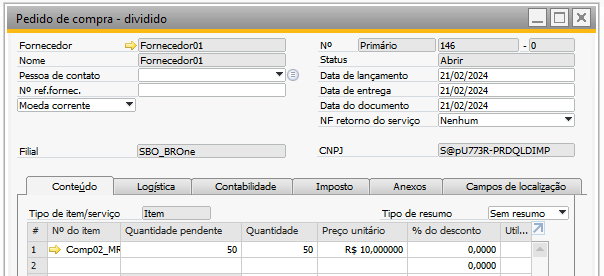 Pedido de compra - dividido
Fornecedor Fornecedor01 Nº Primário 146 - 0
Nome Fornecedor01 Status Abrir
Pessoa de contato Data de lançamento 21/02/2024
Nº ref.fornec. Data de entrega 21/02/2024
Moeda corrente Data do documento 21/02/2024
NF retorno do serviço Nenhum
Filial SBO_BROne CNPJ S@pU773R-PRDQLDIMP
Conteúdo Logística Contabilidade Imposto Anexos Campos de localização
Tipo de item/serviço Item Tipo de resumo Sem resumo
# Nº do item Quantidade pendente Quantidade Preço unitário % do desconto Util...
1 Comp02_MR 50 50 R$ 10,000000 0,0000
2 0,0000